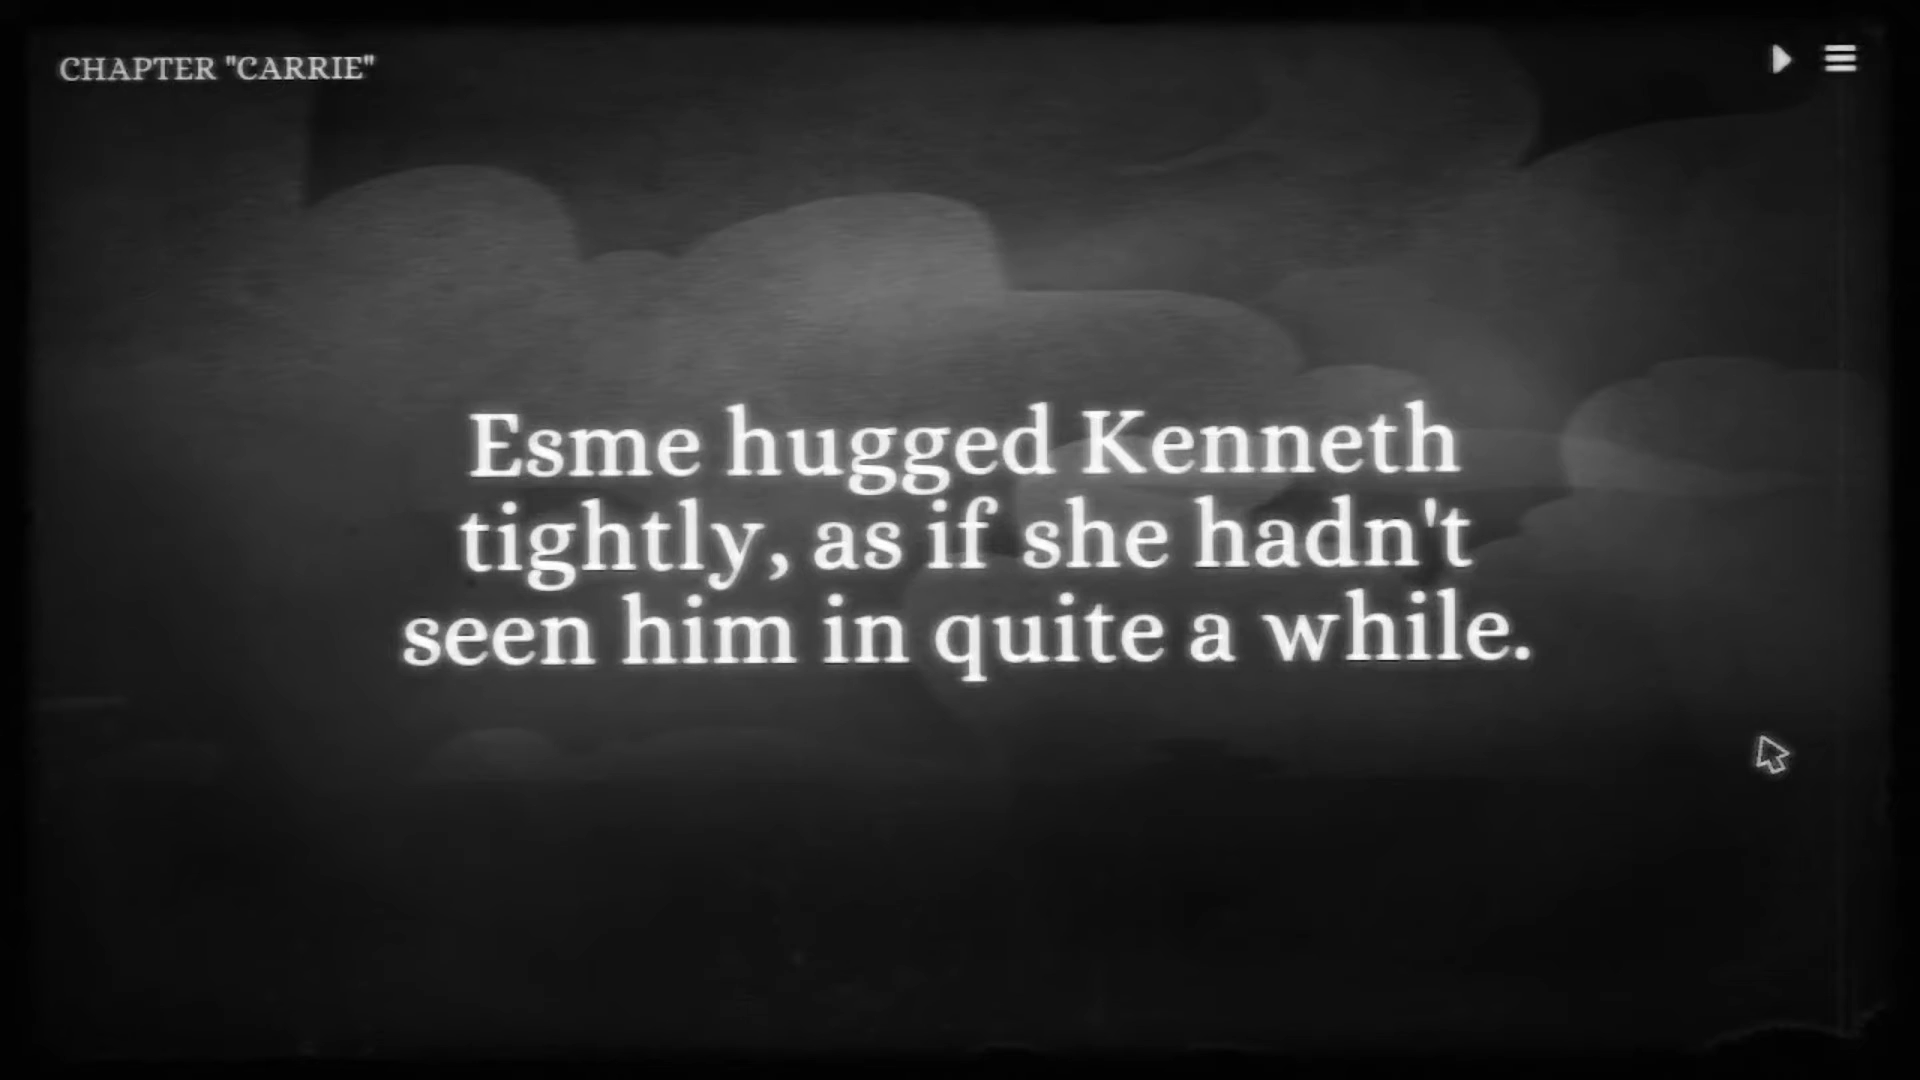 CHAPTER "CARRIE"
Esme hugged Kenneth
tightly, as if she hadn't
seen him in quite a while.